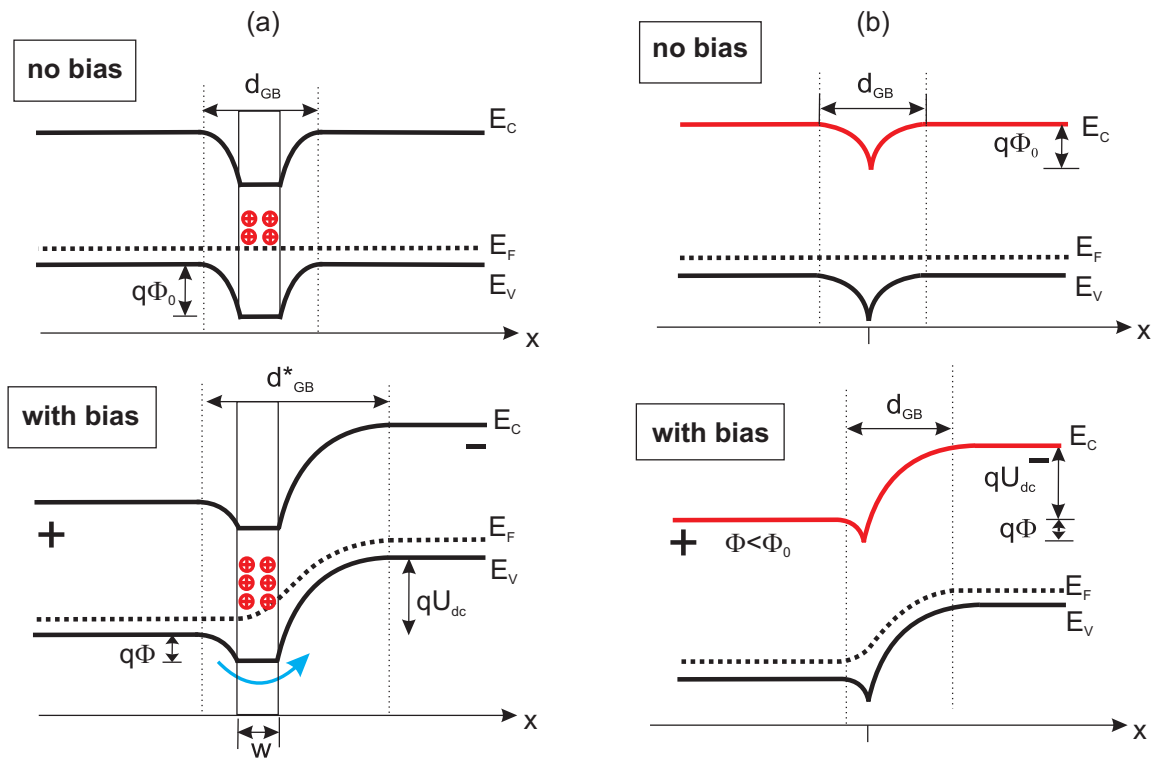 (a)
no bias
d_GB
E_C
E_F
E_V
qΦ_0
x
with bias
d*_GB
E_C
−
+
E_F
E_V
qU_dc
qΦ
x
w
(b)
no bias
d_GB
E_C
qΦ_0
E_F
E_V
x
with bias
d_GB
E_C
−
qU_dc
qΦ
+
Φ<Φ_0
E_F
E_V
x